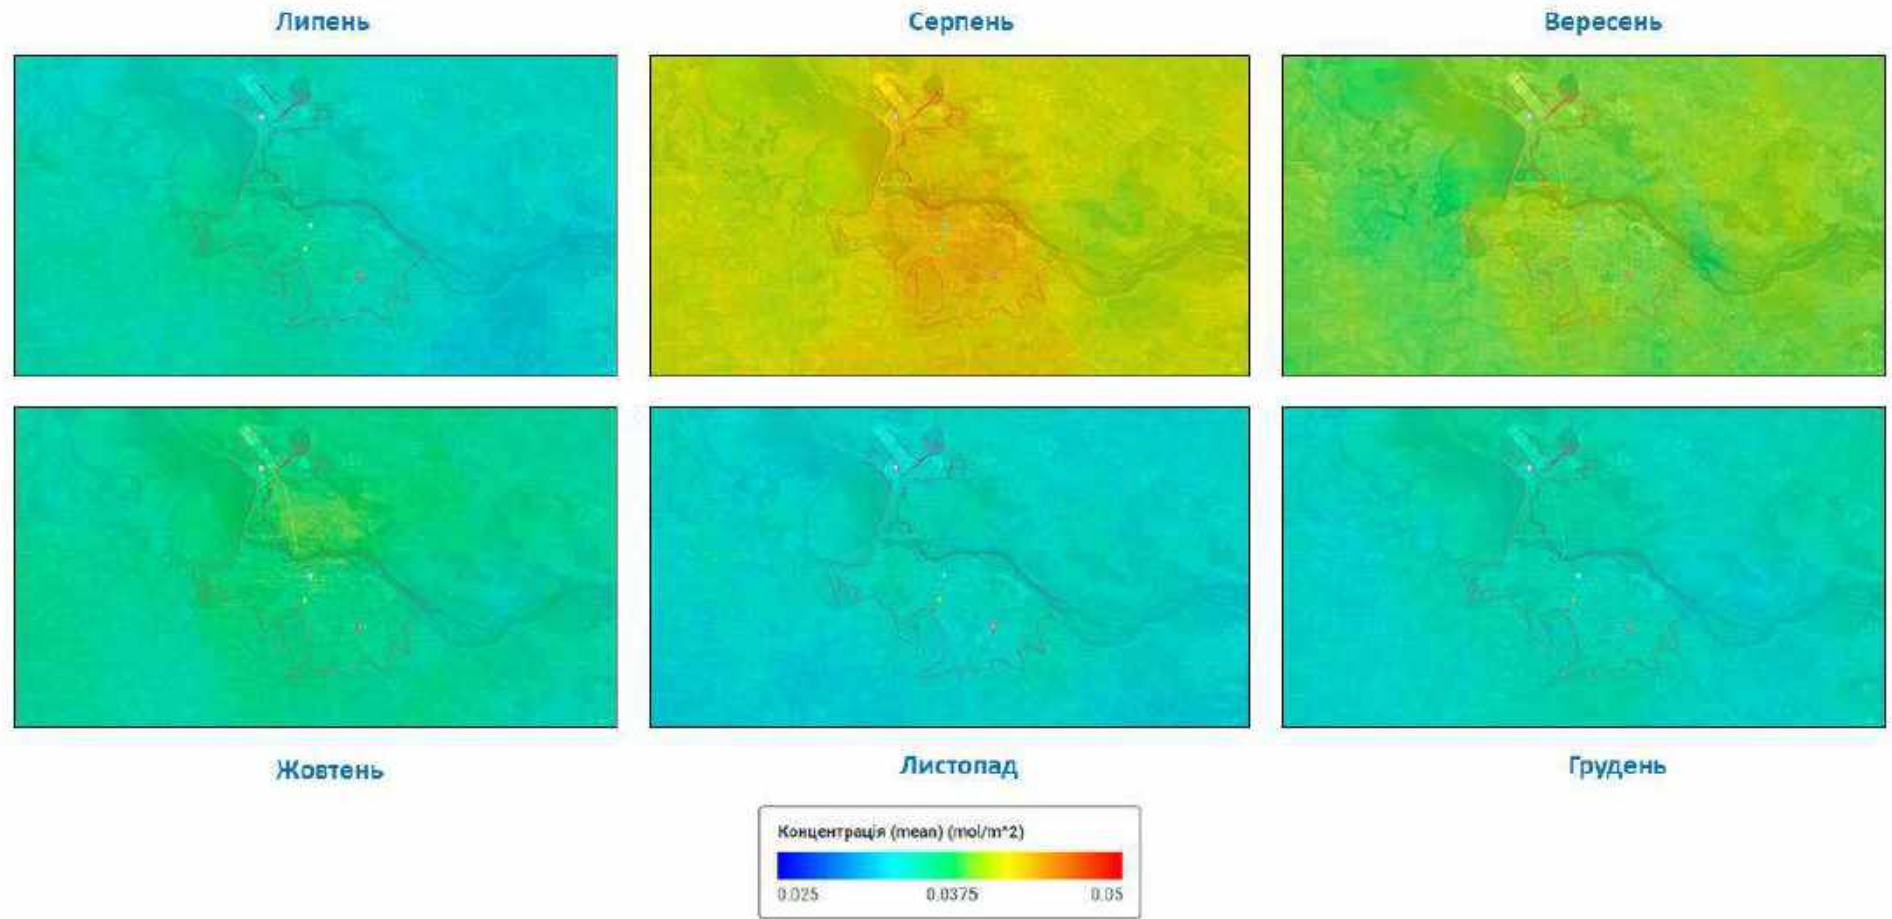 Липень
Серпень
Вересень
Жовтень
Листопад
Грудень
Концентрація (mean) (mol/m^2)
0.025
0.0375
0.05